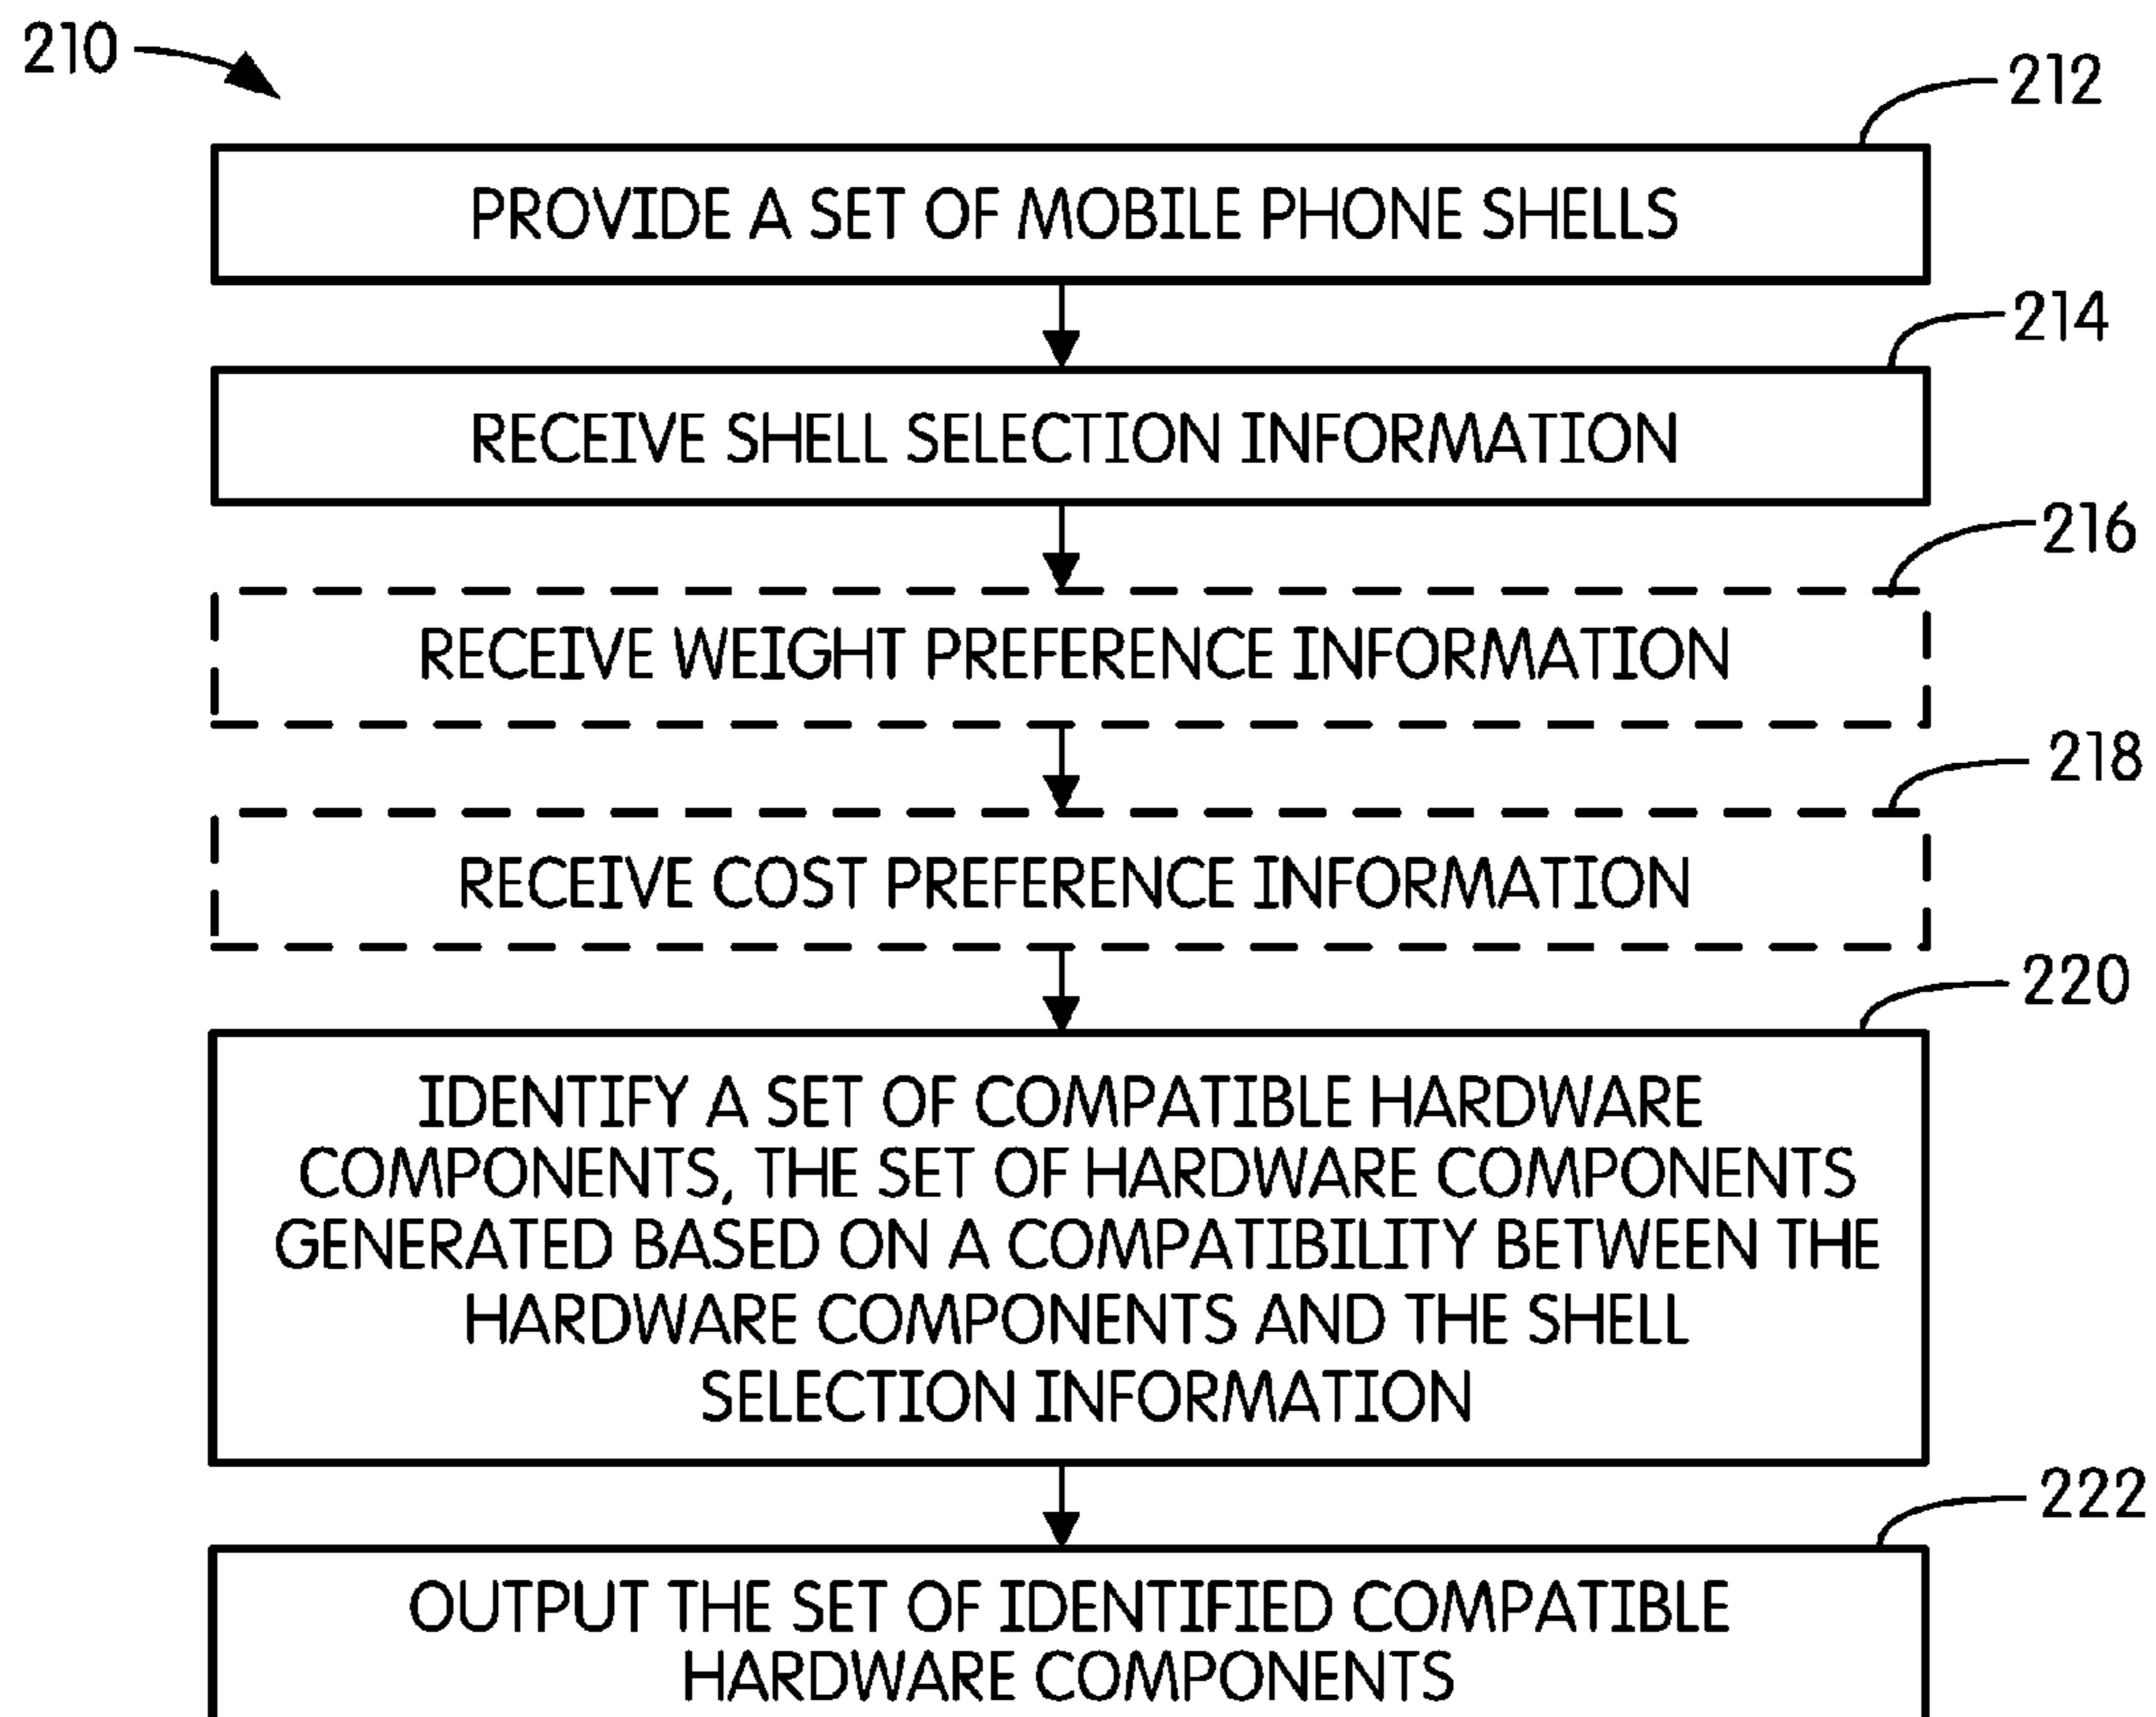 210
212
PROVIDE A SET OF MOBILE PHONE SHELLS
214
RECEIVE SHELL SELECTION INFORMATION
216
RECEIVE WEIGHT PREFERENCE INFORMATION
218
RECEIVE COST PREFERENCE INFORMATION
220
IDENTIFY A SET OF COMPATIBLE HARDWARE
COMPONENTS, THE SET OF HARDWARE COMPONENTS
GENERATED BASED ON A COMPATIBILITY BETWEEN THE
HARDWARE COMPONENTS AND THE SHELL
SELECTION INFORMATION
222
OUTPUT THE SET OF IDENTIFIED COMPATIBLE
HARDWARE COMPONENTS